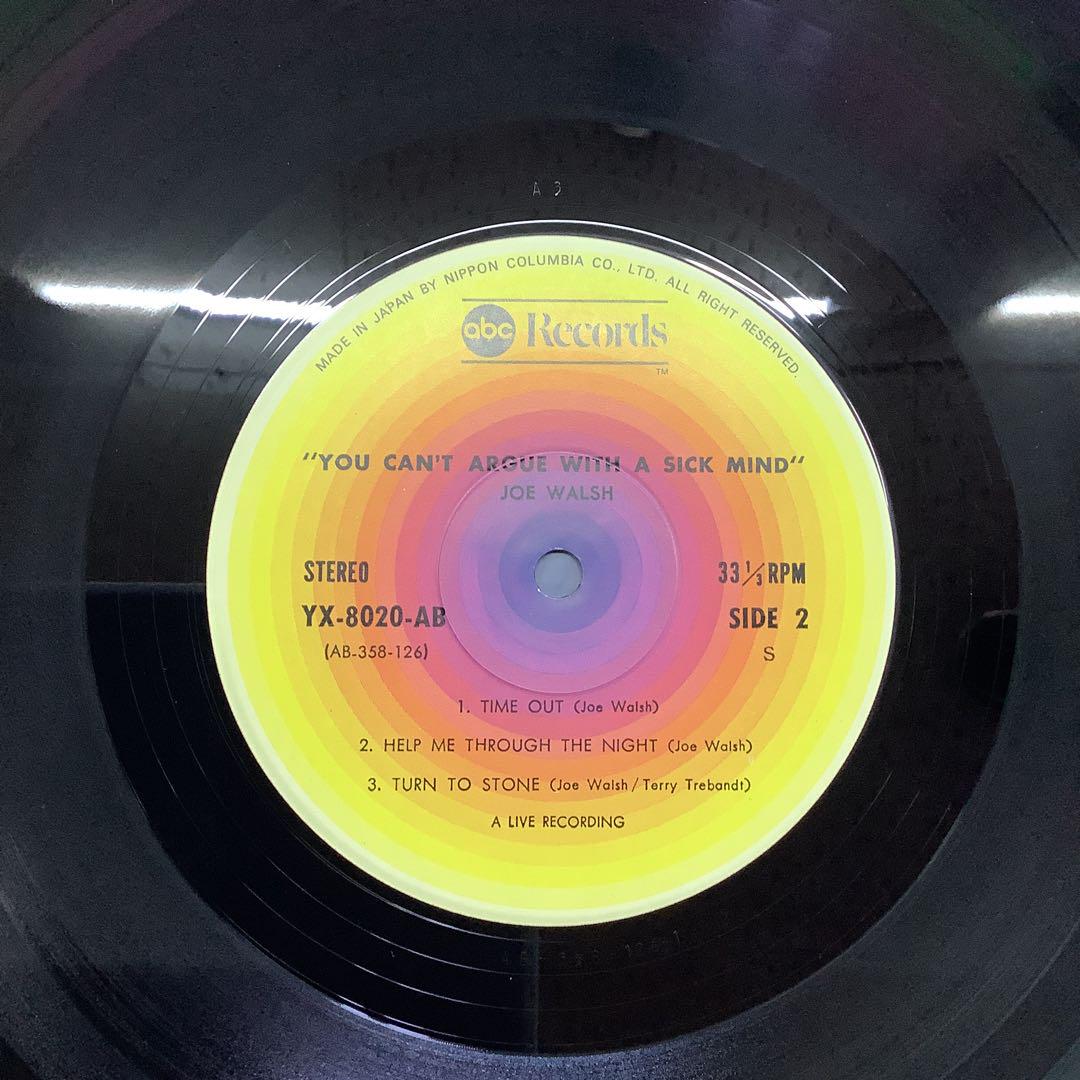 A 3
MADE IN JAPAN BY NIPPON COLUMBIA CO., LTD. ALL RIGHT RESERVED.
abc Records
TM
"YOU CAN'T ARGUE WITH A SICK MIND"
JOE WALSH
STEREO 33 1/3 RPM
YX-8020-AB SIDE 2
(AB-358-126) S
1. TIME OUT (Joe Walsh)
2. HELP ME THROUGH THE NIGHT (Joe Walsh)
3. TURN TO STONE (Joe Walsh/Terry Trebandt)
A LIVE RECORDING